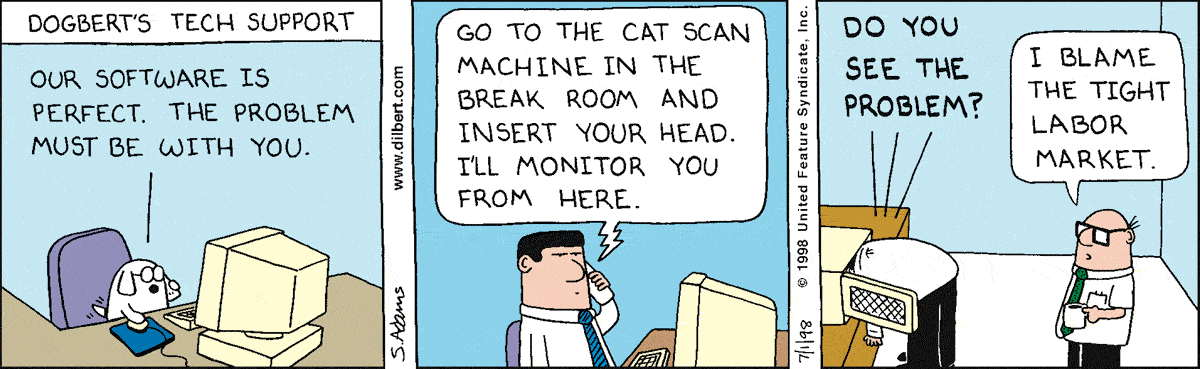 DOGBERT'S TECH SUPPORT
OUR SOFTWARE IS
PERFECT. THE PROBLEM
MUST BE WITH YOU.
S.Adams
www.dilbert.com
GO TO THE CAT SCAN
MACHINE IN THE
BREAK ROOM AND
INSERT YOUR HEAD.
I'LL MONITOR YOU
FROM HERE.
7/1/98 © 1998 United Feature Syndicate, Inc.
DO YOU
SEE THE
PROBLEM?
I BLAME
THE TIGHT
LABOR
MARKET.